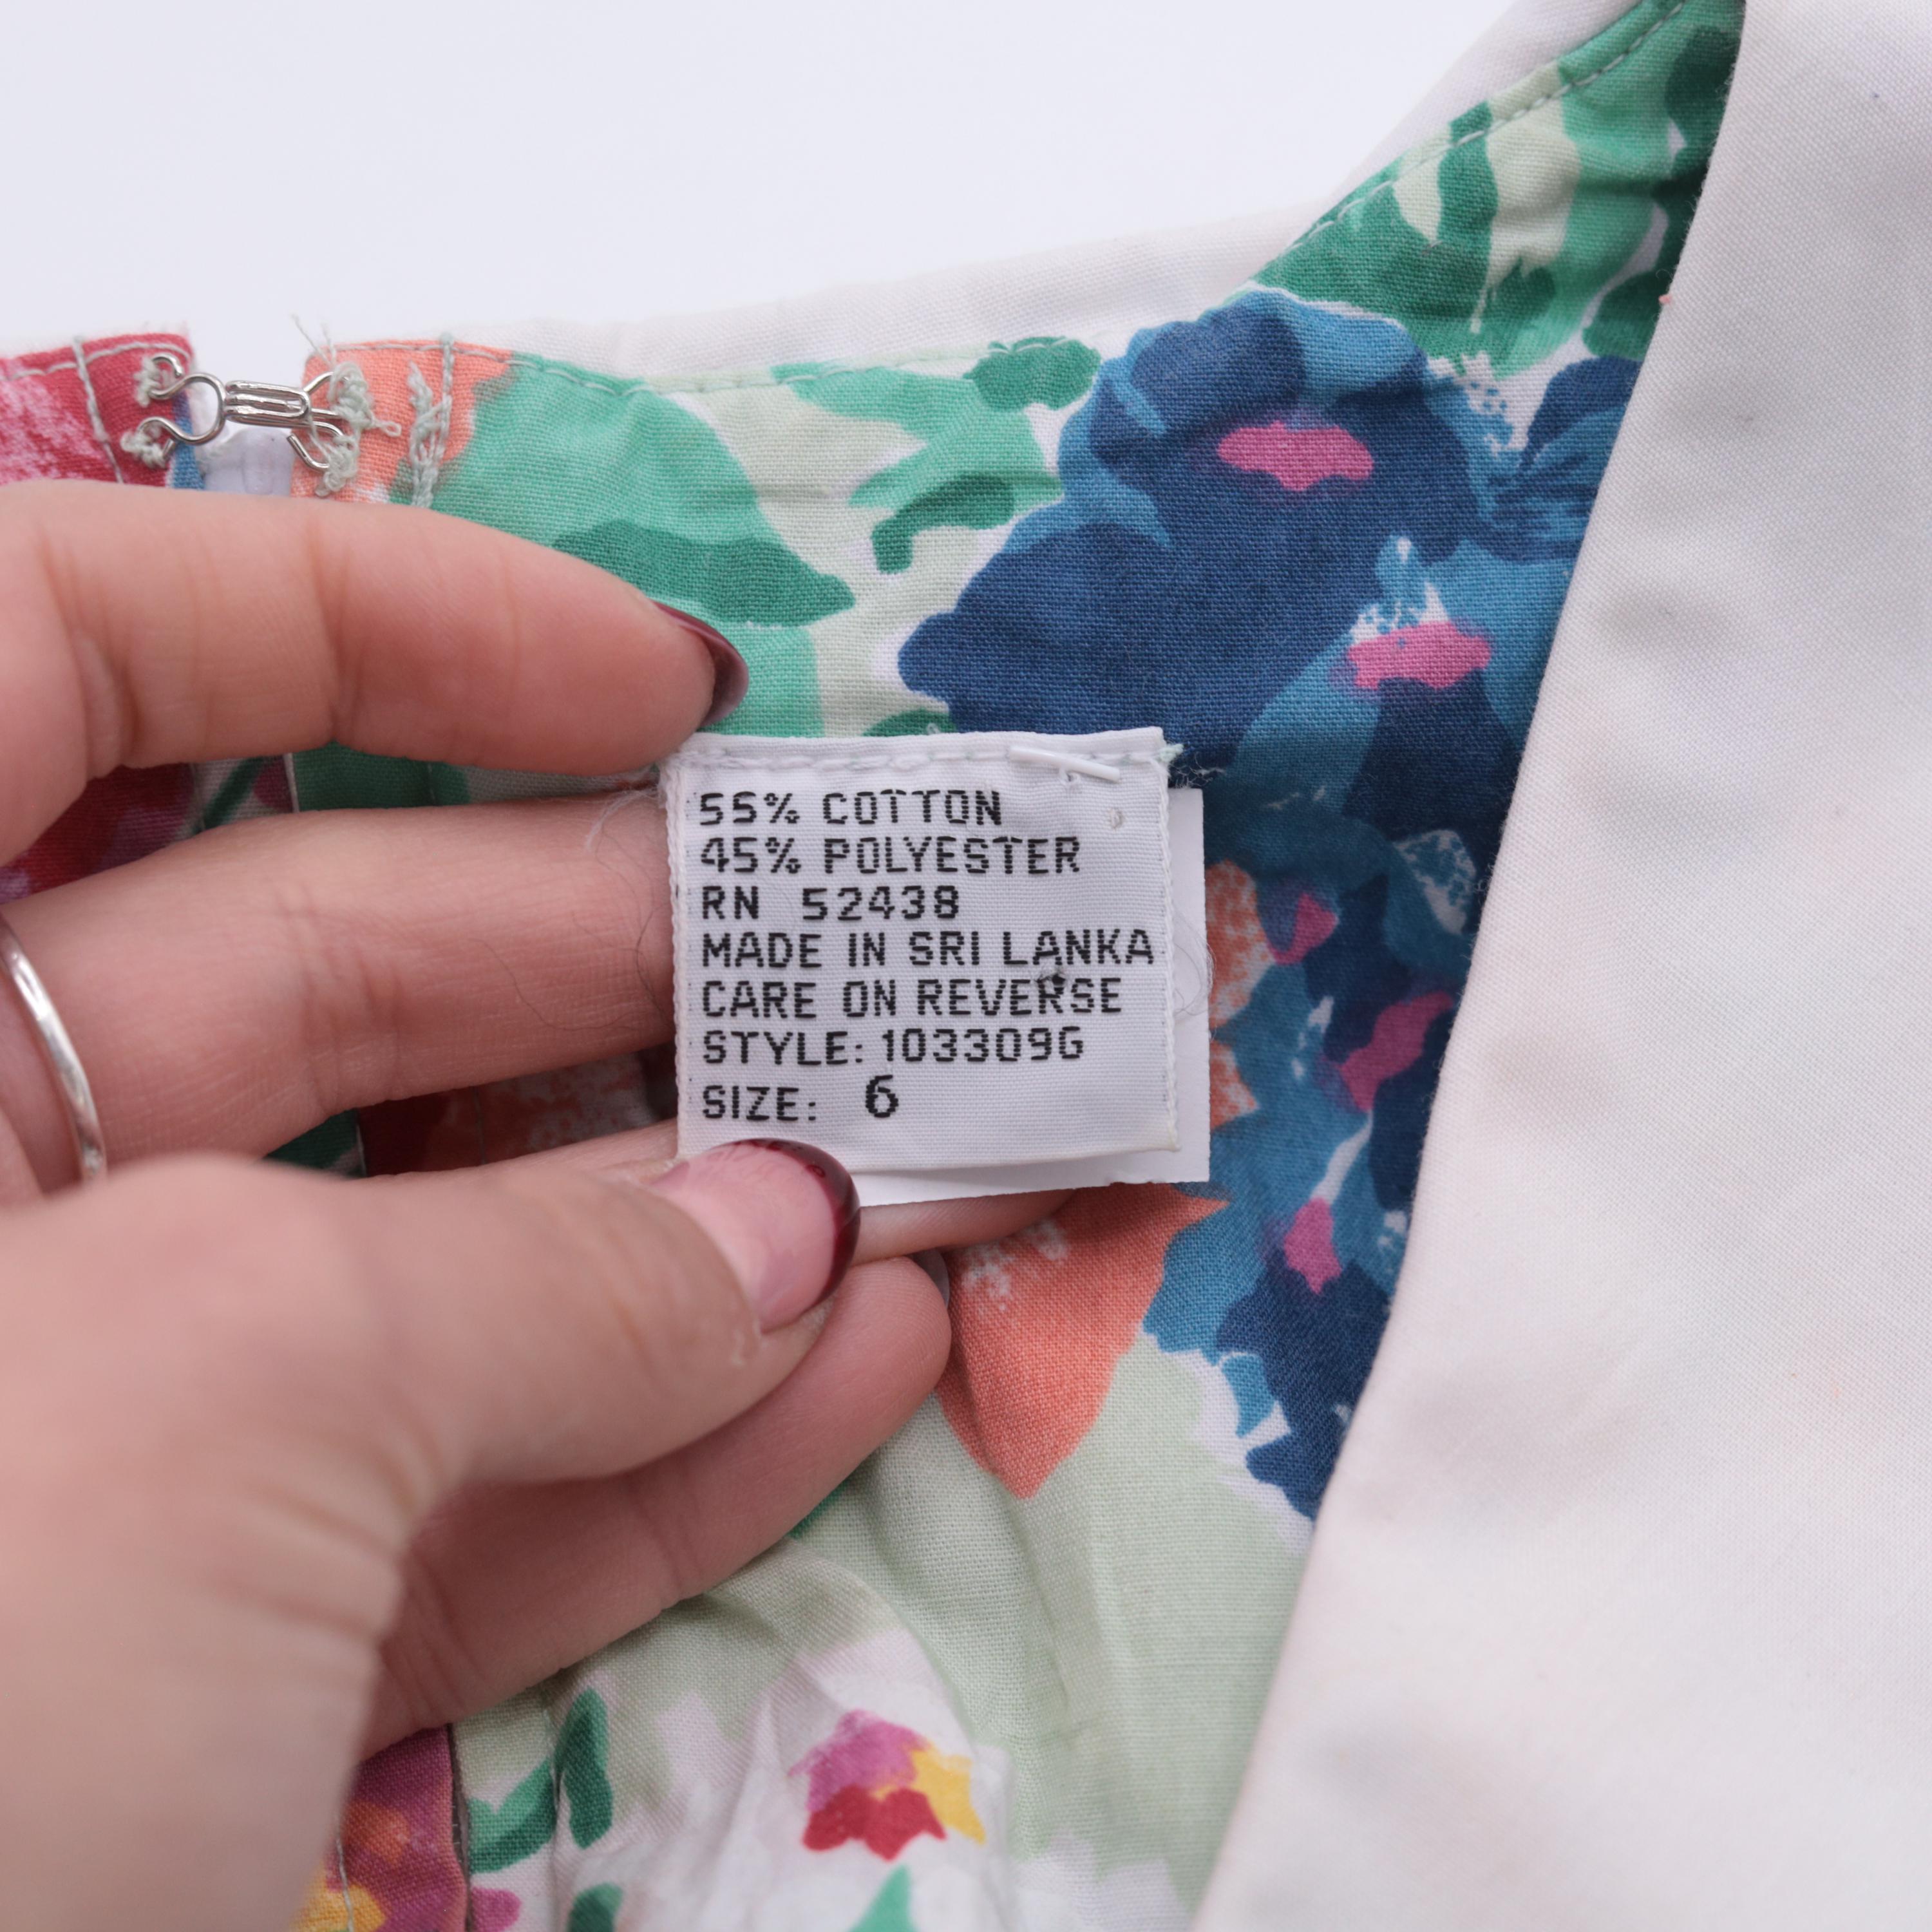 55% COTTON
45% POLYESTER
RN 52438
MADE IN SRI LANKA
CARE ON REVERSE
STYLE: 103309G
SIZE: 6